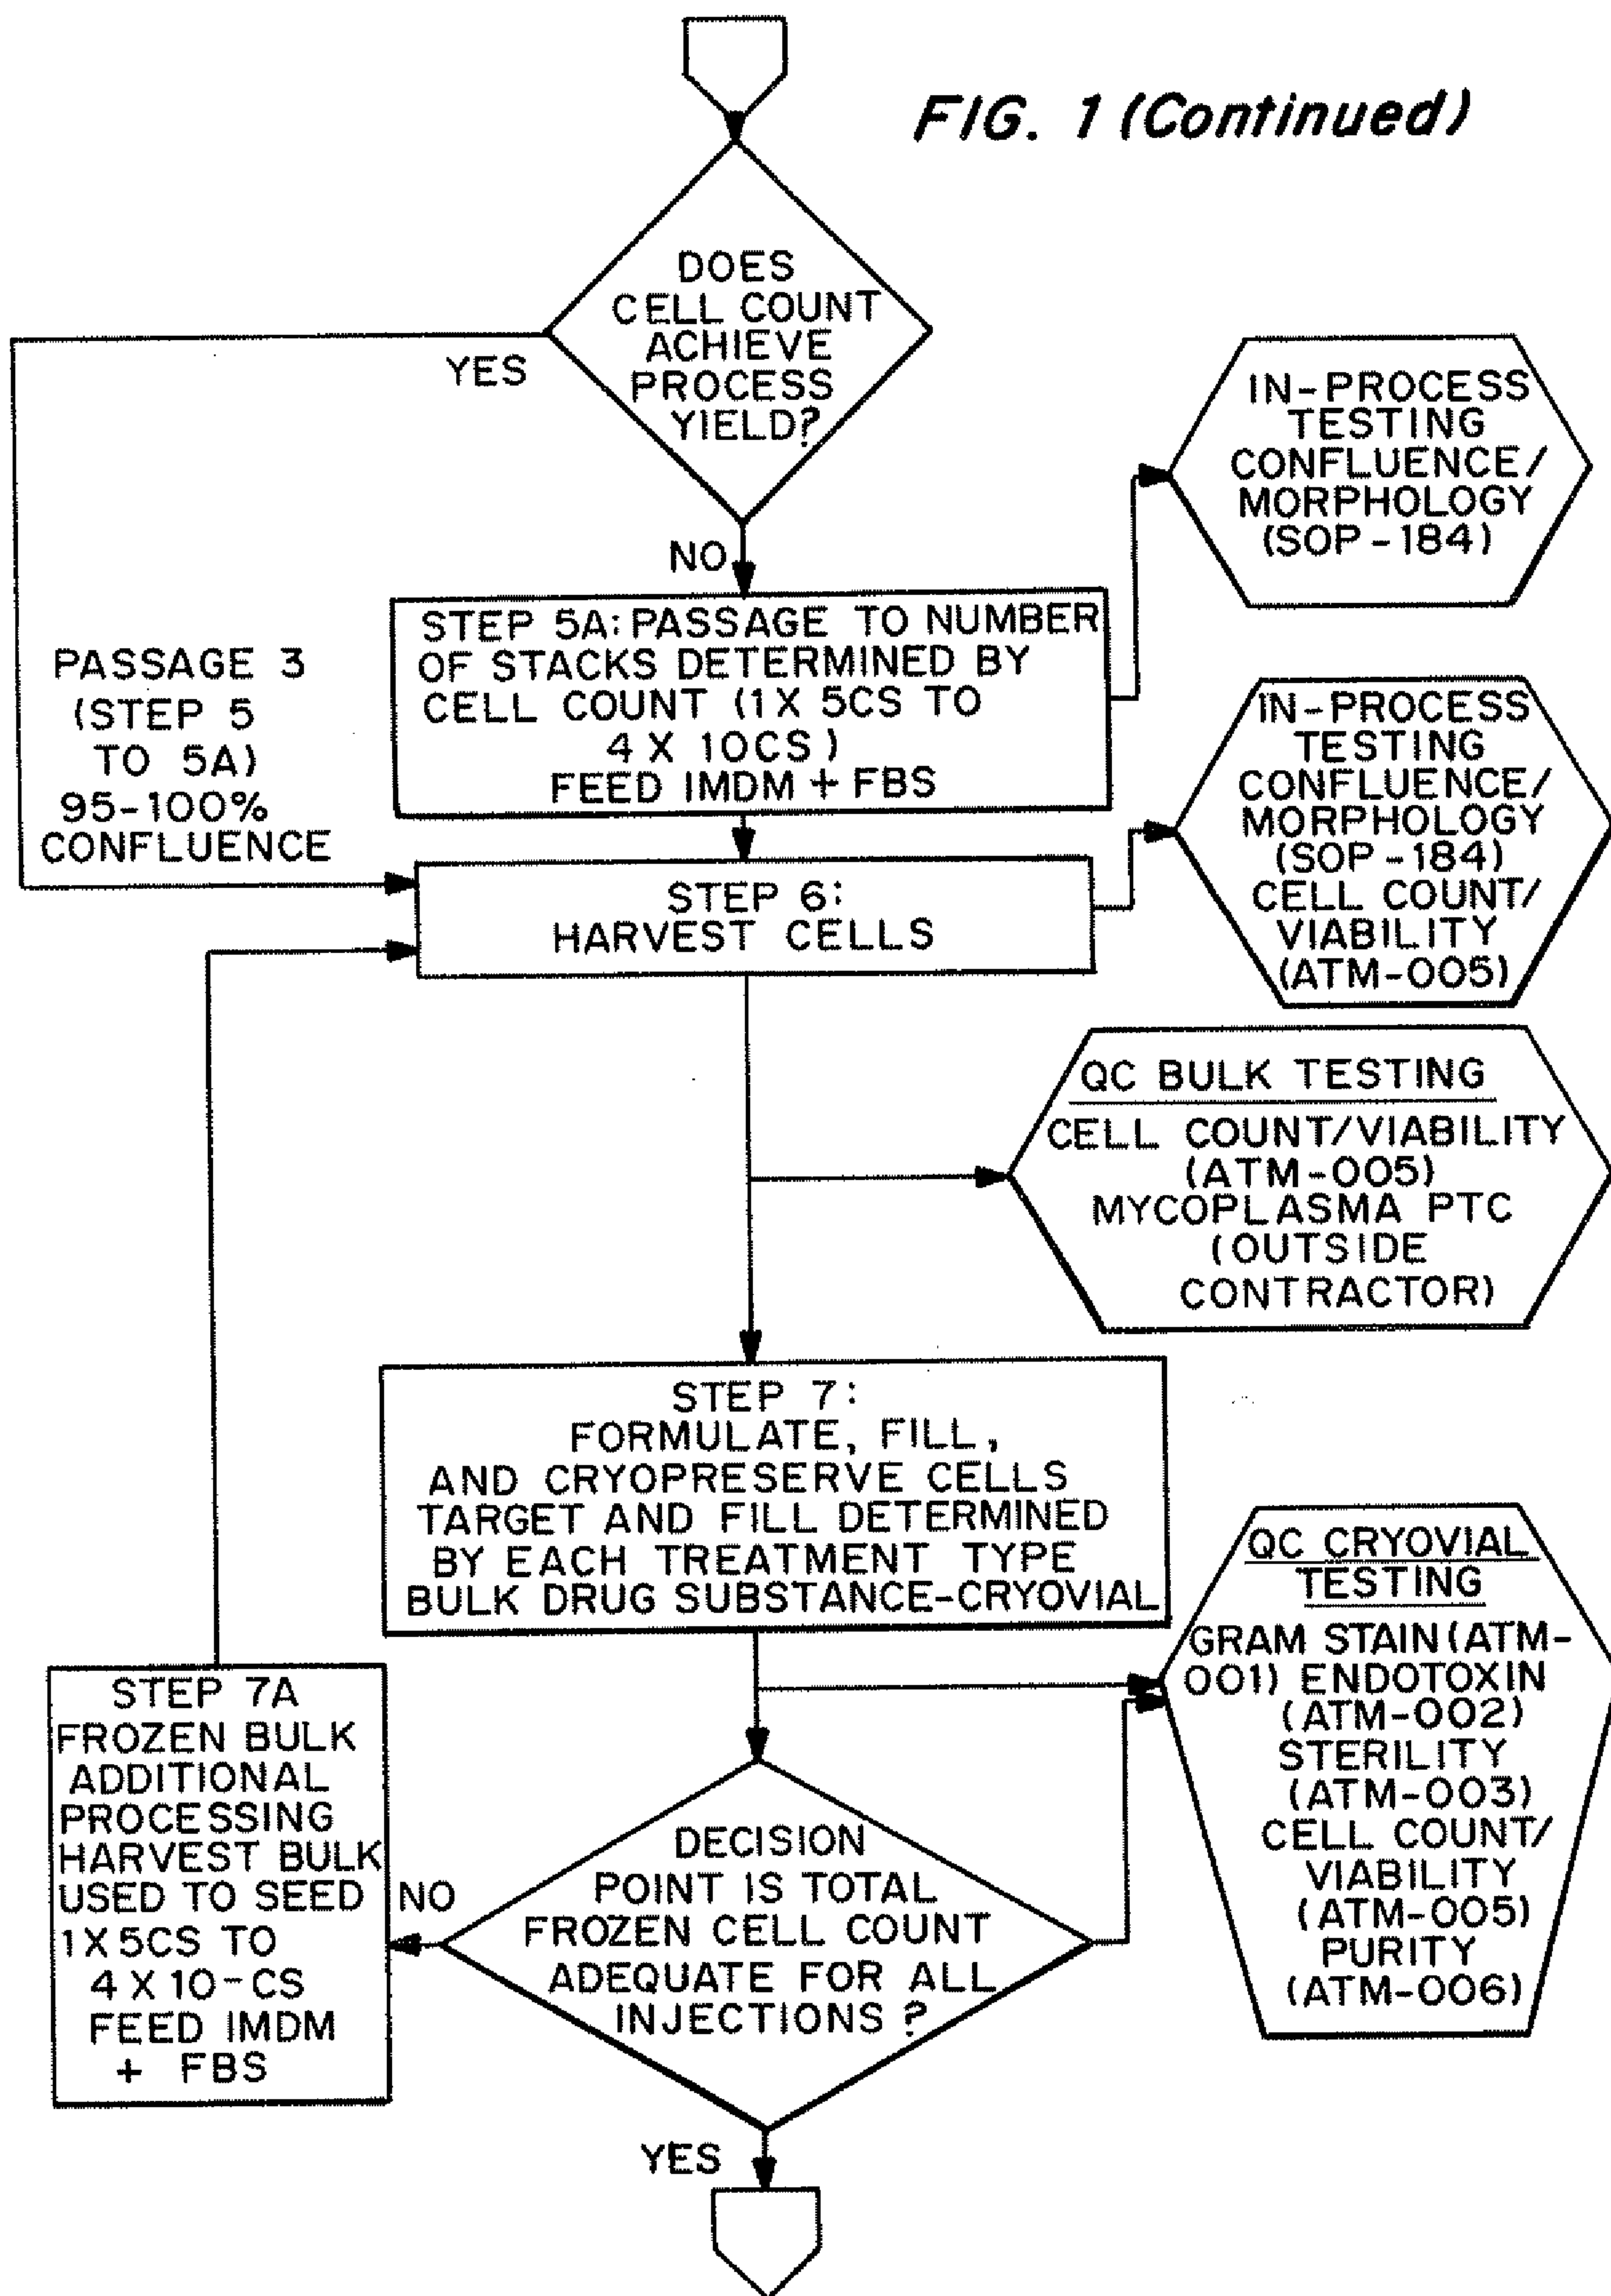 FIG. 1 (Continued)
DOES
CELL COUNT
ACHIEVE
PROCESS
YIELD?
YES
NO
IN-PROCESS
TESTING
CONFLUENCE/
MORPHOLOGY
(SOP-184)
STEP 5A: PASSAGE TO NUMBER
OF STACKS DETERMINED BY
CELL COUNT (1 X 5CS TO
4 X 10CS)
FEED IMDM + FBS
PASSAGE 3
(STEP 5
TO 5A)
95-100%
CONFLUENCE
IN-PROCESS
TESTING
CONFLUENCE/
MORPHOLOGY
(SOP-184)
CELL COUNT/
VIABILITY
(ATM-005)
STEP 6:
HARVEST CELLS
QC BULK TESTING
CELL COUNT/VIABILITY
(ATM-005)
MYCOPLASMA PTC
(OUTSIDE
CONTRACTOR)
STEP 7:
FORMULATE, FILL,
AND CRYOPRESERVE CELLS
TARGET AND FILL DETERMINED
BY EACH TREATMENT TYPE
BULK DRUG SUBSTANCE-CRYOVIAL
QC CRYOVIAL
TESTING
GRAM STAIN (ATM-
001) ENDOTOXIN
(ATM-002)
STERILITY
(ATM-003)
CELL COUNT/
VIABILITY
(ATM-005)
PURITY
(ATM-006)
STEP 7A
FROZEN BULK
ADDITIONAL
PROCESSING
HARVEST BULK
USED TO SEED
1 X 5CS TO
4 X 10-CS
FEED IMDM
+ FBS
NO
DECISION
POINT IS TOTAL
FROZEN CELL COUNT
ADEQUATE FOR ALL
INJECTIONS?
YES